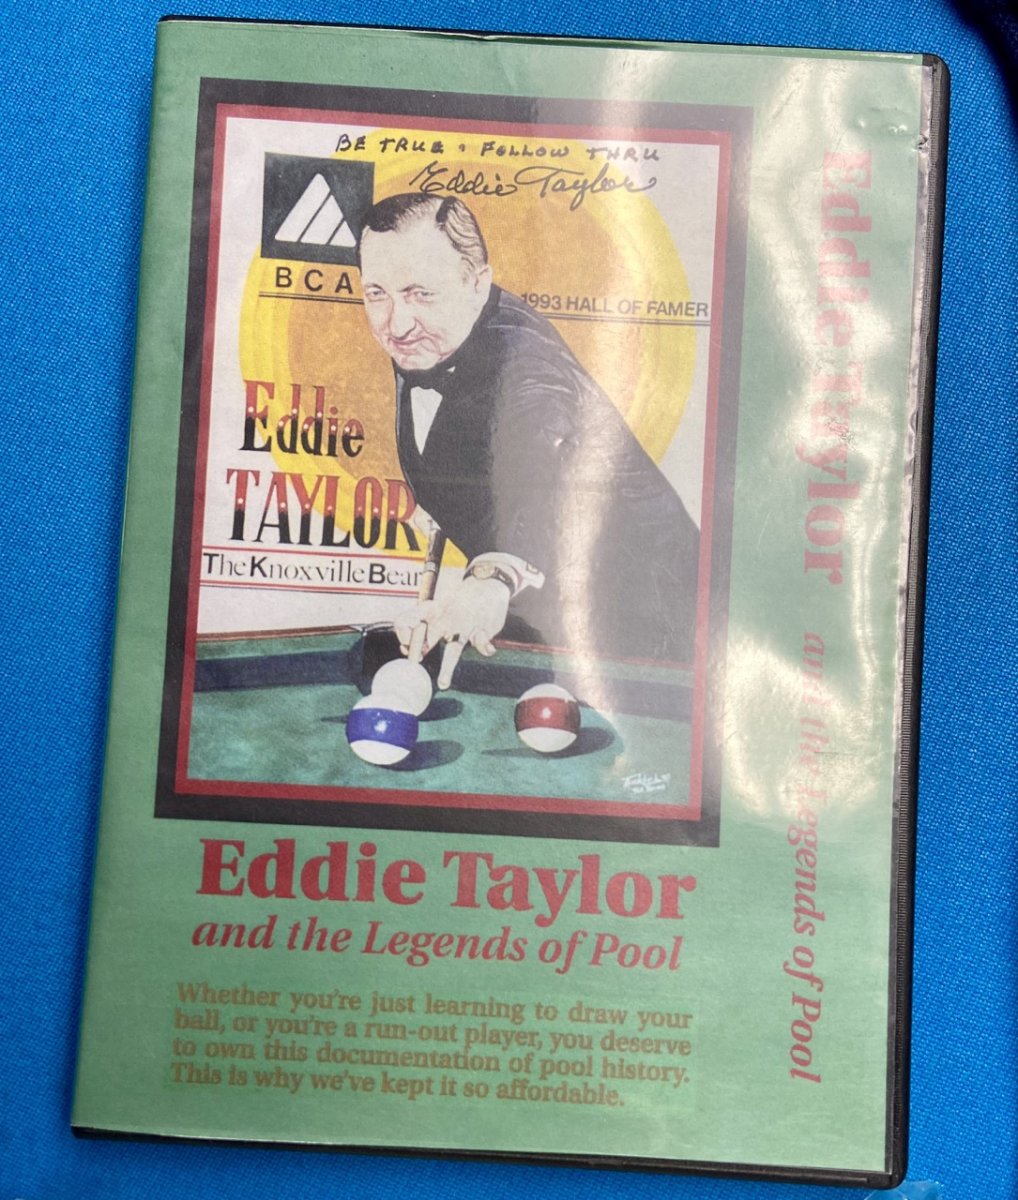 BE TRUE · FOLLOW THRU
Eddie Taylor
BCA
1993 HALL OF FAMER
Eddie
TAYLOR
The Knoxville Bear
Eddie Taylor
and the Legends of Pool
Whether you're just learning to draw your
ball, or you're a run-out player, you deserve
to own this documentation of pool history.
This is why we've kept it so affordable.
Eddie Taylor and the Legends of Pool